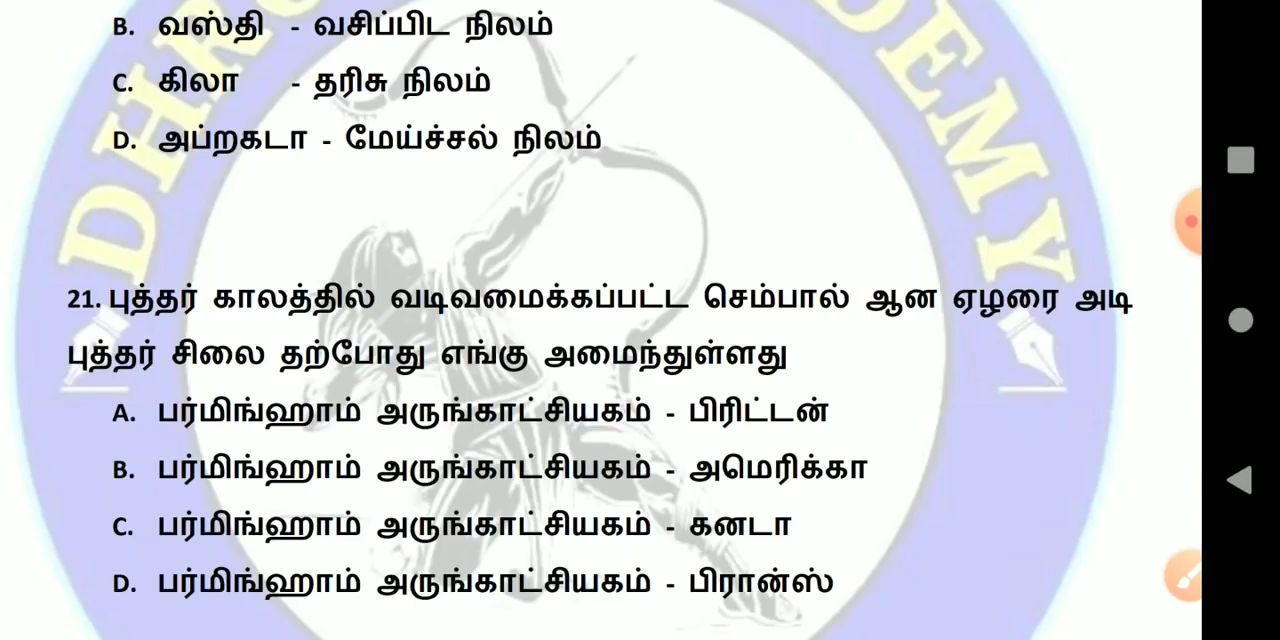 B. வஸ்தி - வசிப்பிட நிலம்
C. கிலா - தரிசு நிலம்
D. அப்றகடா - மேய்ச்சல் நிலம்
21. புத்தர் காலத்தில் வடிவமைக்கப்பட்ட செம்பால் ஆன ஏழரை அடி
புத்தர் சிலை தற்போது எங்கு அமைந்துள்ளது
A. பர்மிங்ஹாம் அருங்காட்சியகம் - பிரிட்டன்
B. பர்மிங்ஹாம் அருங்காட்சியகம் - அமெரிக்கா
C. பர்மிங்ஹாம் அருங்காட்சியகம் - கனடா
D. பர்மிங்ஹாம் அருங்காட்சியகம் - பிரான்ஸ்